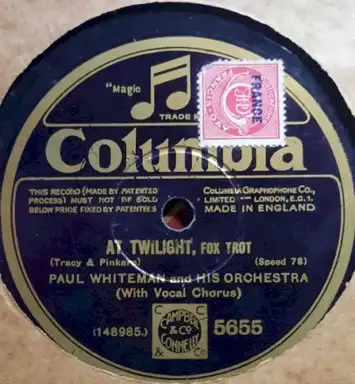 "Magic
TRADE
Columbia
THIS RECORD (MADE BY PATENTED
PROCESS) MUST NOT BE SOLD
BELOW PRICE FIXED BY PATENTEES
COLUMBIA GRAPHOPHONE CO.,
LIMITED LONDON, E.C.1.
MADE IN ENGLAND
FRANCE
AT TWILIGHT, FOX TROT
(Tracy & Pinkard)
(Speed 78)
PAUL WHITEMAN and HIS ORCHESTRA
(With Vocal Chorus)
(148985.)
C C
CAMPBELL
& Co
CONNELLY
C C
5655